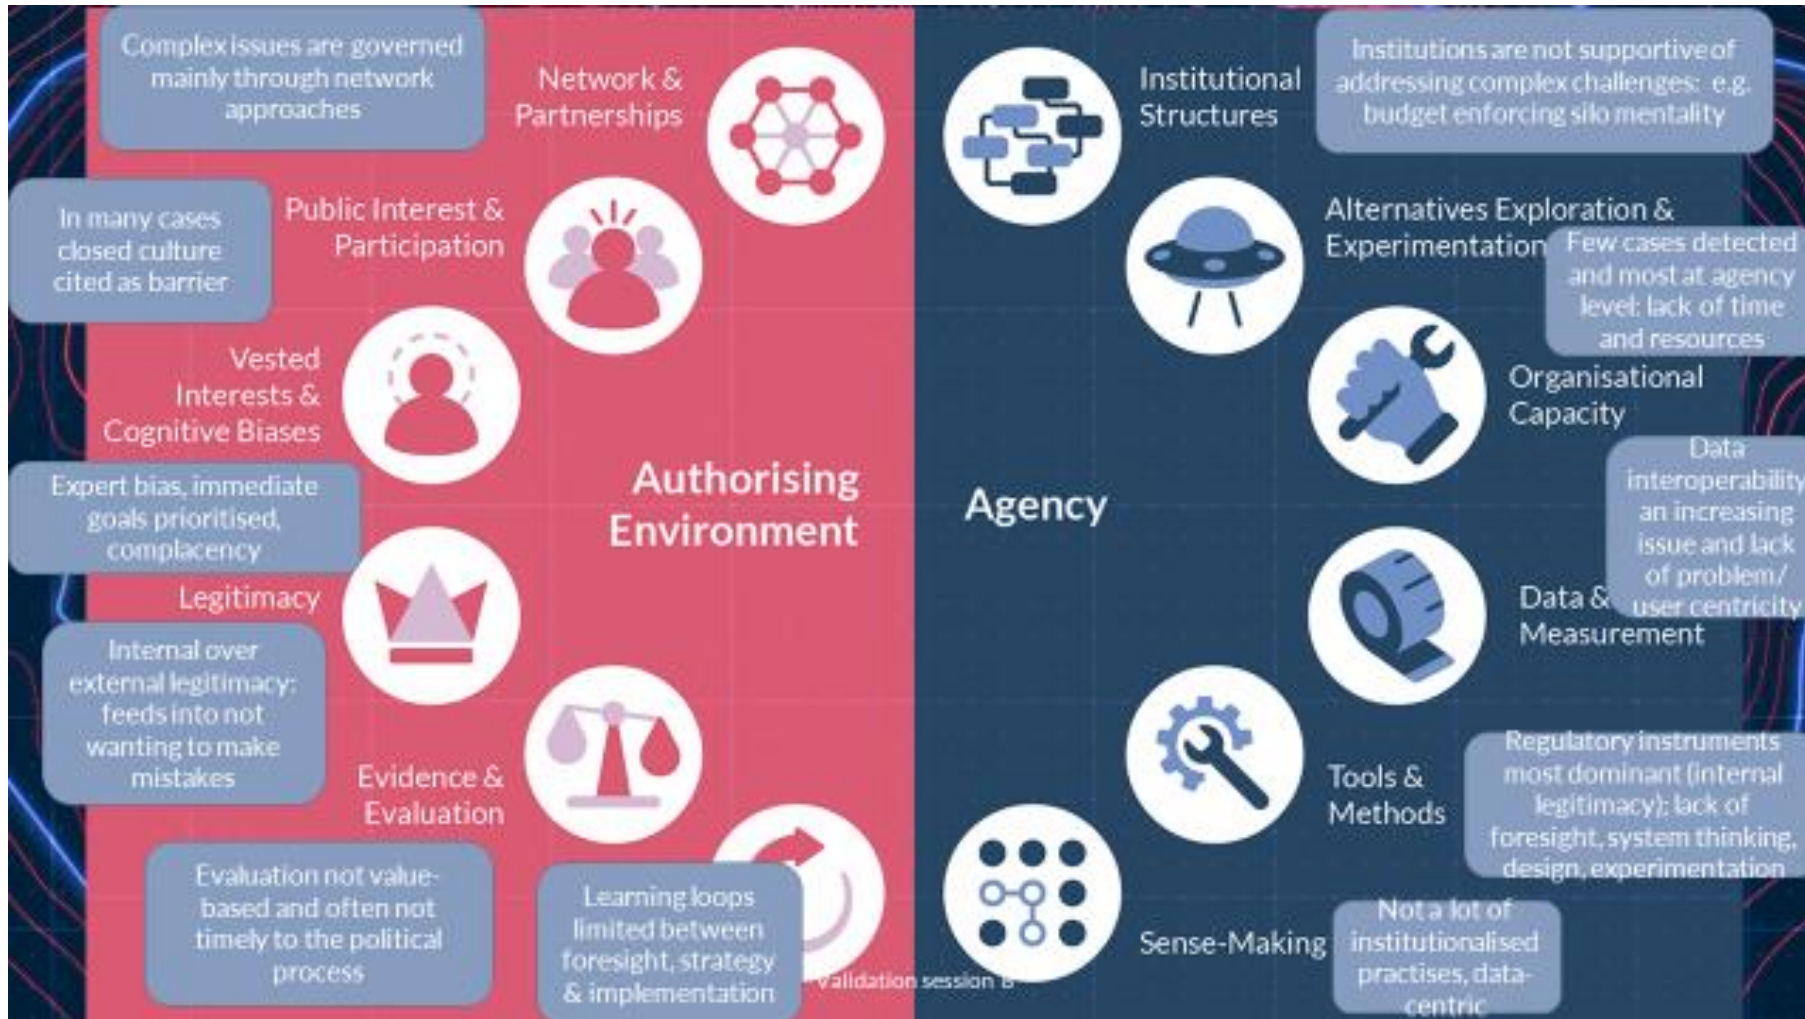 Complex issues are governed
mainly through network
approaches
Network &
Partnerships
In many cases
closed culture
cited as barrier
Public Interest &
Participation
Vested
Interests &
Cognitive Biases
Expert bias, immediate
goals prioritised,
complacency
Legitimacy
Internal over
external legitimacy:
feeds into not
wanting to make
mistakes
Evidence &
Evaluation
Evaluation not value-
based and often not
timely to the political
process
Learning loops
limited between
foresight, strategy
& implementation
Authorising
Environment
Agency
Institutional
Structures
Institutions are not supportive of
addressing complex challenges: e.g.
budget enforcing silo mentality
Alternatives Exploration &
Experimentation
Few cases detected
and most at agency
level: lack of time
and resources
Organisational
Capacity
Data
interoperability
an increasing
issue and lack
of problem/
user centricity
Data &
Measurement
Tools &
Methods
Regulatory instruments
most dominant (internal
legitimacy); lack of
foresight, system thinking,
design, experimentation
Sense-Making
Not a lot of
institutionalised
practises, data-
centric
Validation session